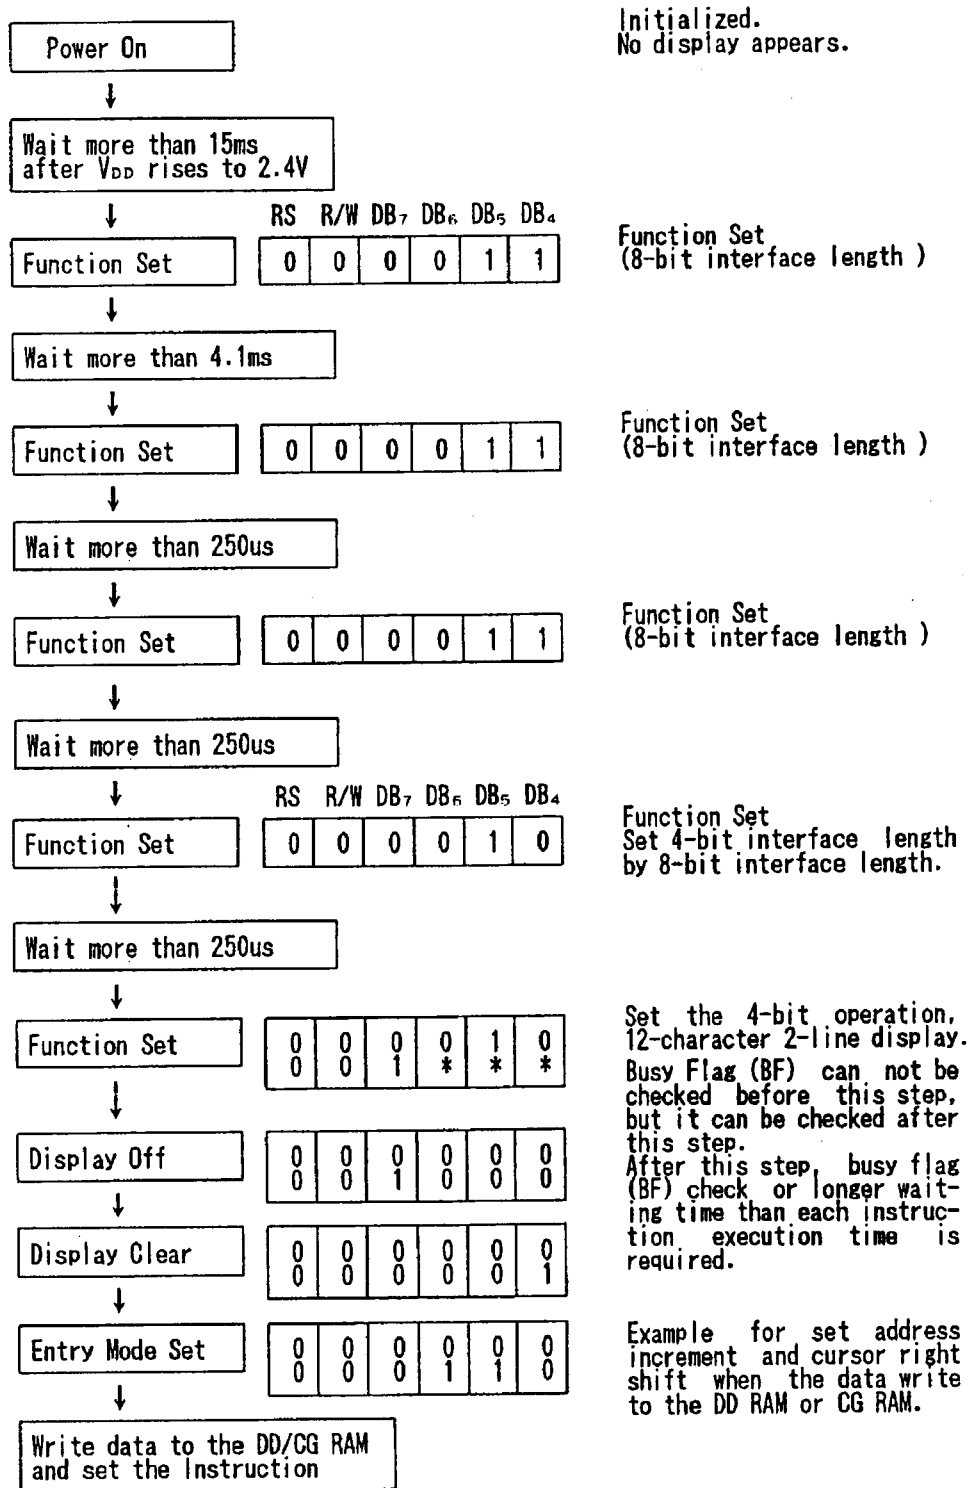 Initialized.
Power On
No display appears.
Wait more than 15ms
after VDD rises to 2.4V
RS R/W DB7 DB6 DB5 DB4
Function Set 0 0 0 0 1 1
Function Set
(8-bit interface length )
Wait more than 4.1ms
Function Set 0 0 0 0 1 1
Function Set
(8-bit interface length )
Wait more than 250us
Function Set 0 0 0 0 1 1
Function Set
(8-bit interface length )
Wait more than 250us
RS R/W DB7 DB6 DB5 DB4
Function Set 0 0 0 0 1 0
Function Set
Set 4-bit interface length
by 8-bit interface length.
Wait more than 250us
Function Set
0 0 0 0 1 0
0 0 1 * * *
Set the 4-bit operation,
12-character 2-line display.
Busy Flag (BF) can not be
checked before this step,
but it can be checked after
this step.
After this step, busy flag
(BF) check or longer wait-
ing time than each instruc-
tion execution time is
required.
Display Off
0 0 0 0 0 0
0 0 1 0 0 0
Display Clear
0 0 0 0 0 0
0 0 0 0 0 1
Entry Mode Set
0 0 0 0 0 0
0 0 0 1 1 0
Example for set address
increment and cursor right
shift when the data write
to the DD RAM or CG RAM.
Write data to the DD/CG RAM
and set the Instruction